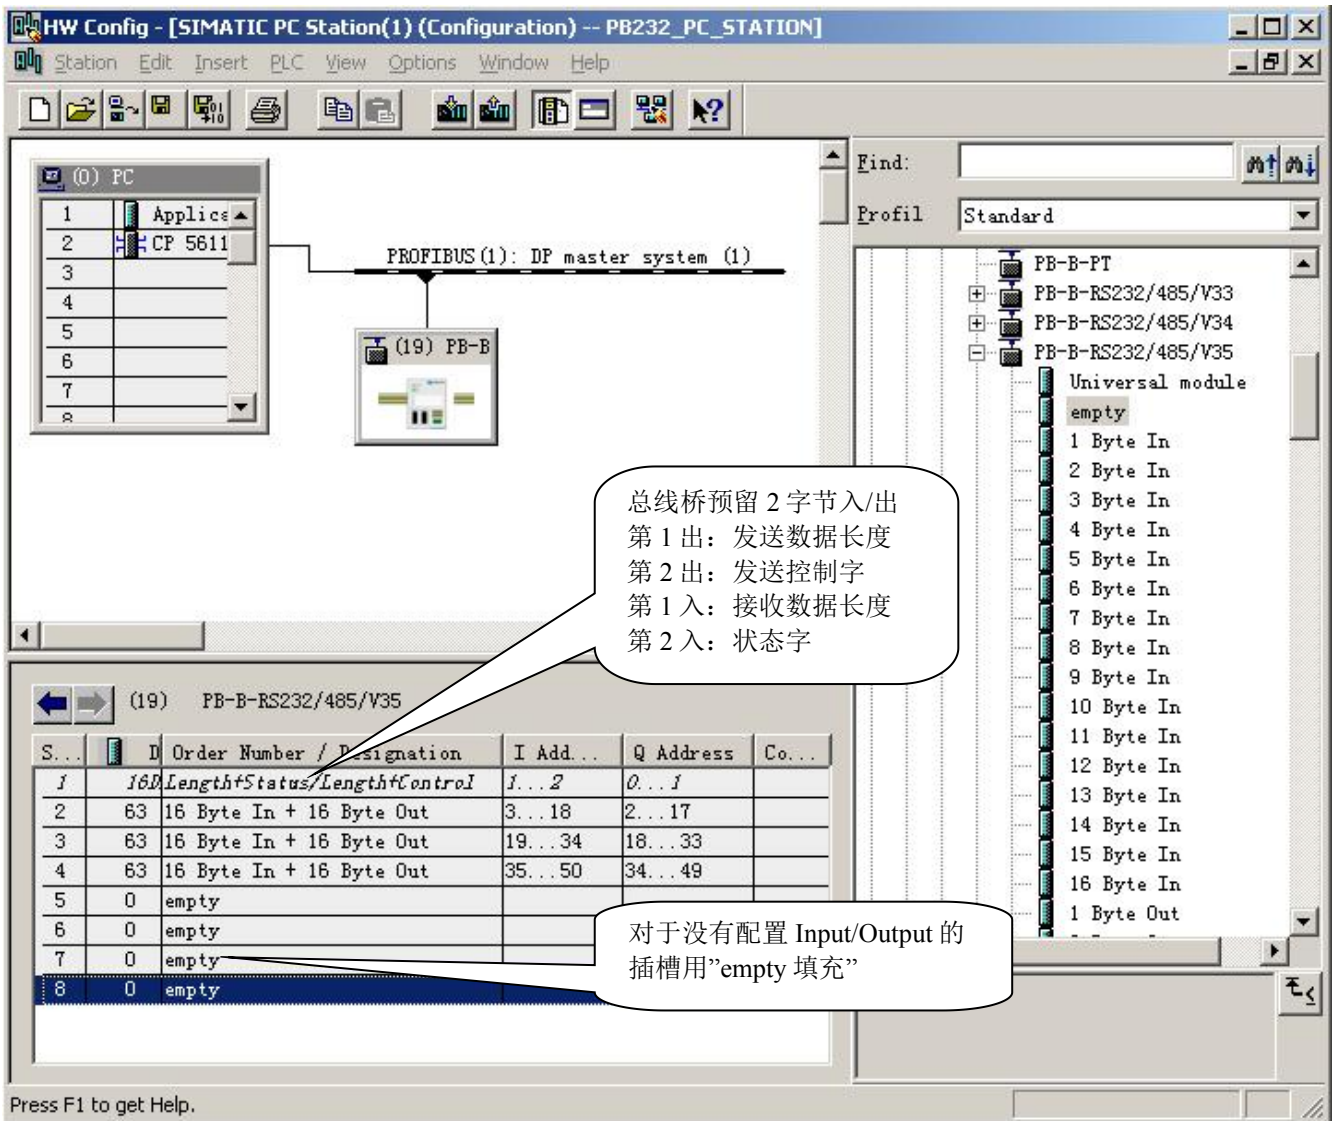 HW Config - [SIMATIC PC Station(1) (Configuration) -- PB232_PC_STATION]
Station Edit Insert PLC View Options Window Help
(0) PC
1 Applica
2 CP 5611
3
4
5
6
7
8
PROFIBUS(1): DP master system (1)
(19) PB-B
Find:
Profil Standard
PB-B-PT
PB-B-RS232/485/V33
PB-B-RS232/485/V34
PB-B-RS232/485/V35
Universal module
empty
1 Byte In
2 Byte In
3 Byte In
4 Byte In
5 Byte In
6 Byte In
7 Byte In
8 Byte In
9 Byte In
10 Byte In
11 Byte In
12 Byte In
13 Byte In
14 Byte In
15 Byte In
16 Byte In
1 Byte Out
总线桥预留 2 字节入/出
第 1 出：发送数据长度
第 2 出：发送控制字
第 1 入：接收数据长度
第 2 入：状态字
(19) PB-B-RS232/485/V35
S... D Order Number / Designation I Add... Q Address Co...
1 16D Length+Status/Length+Control 1...2 0...1
2 63 16 Byte In + 16 Byte Out 3...18 2...17
3 63 16 Byte In + 16 Byte Out 19...34 18...33
4 63 16 Byte In + 16 Byte Out 35...50 34...49
5 0 empty
6 0 empty
7 0 empty
8 0 empty
对于没有配置 Input/Output 的
插槽用”empty 填充”
Press F1 to get Help.